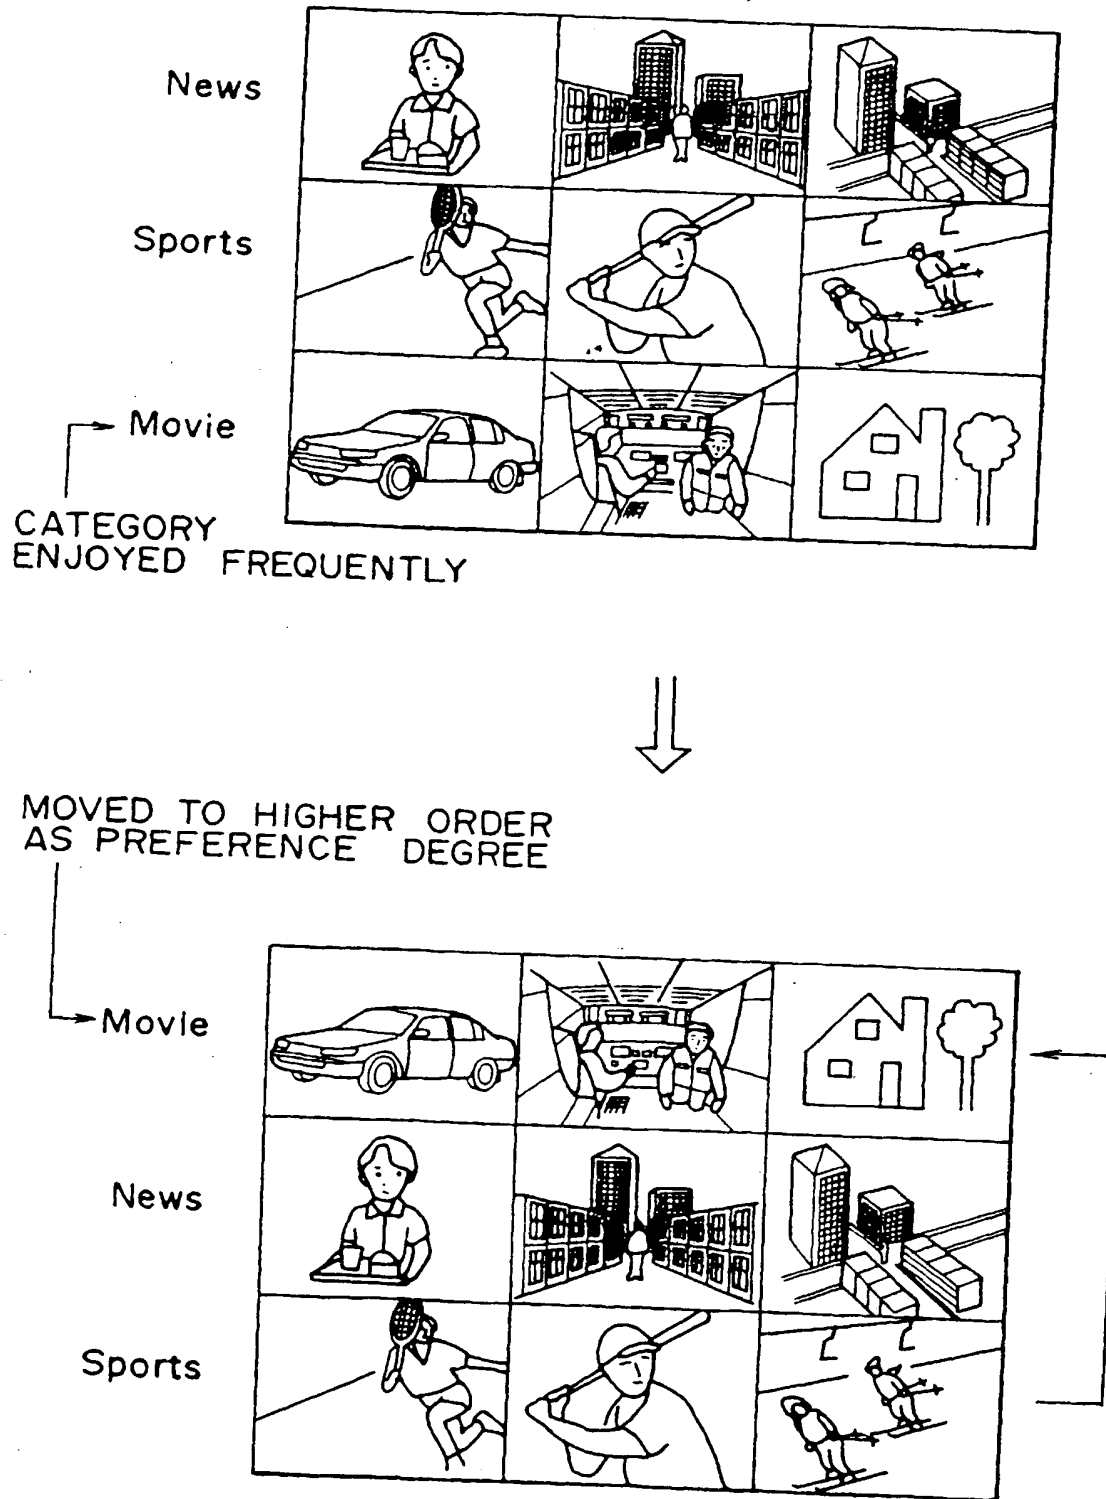 News
Sports
Movie
CATEGORY
ENJOYED FREQUENTLY
MOVED TO HIGHER ORDER
AS PREFERENCE DEGREE
Movie
News
Sports